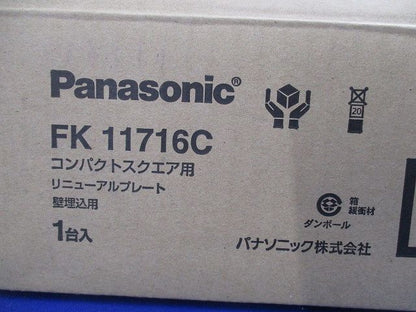 Panasonic®
FK 11716C
コンパクトスクエア用
リニューアルプレート
壁埋込用
1台入
20
箱
緩衝材
ダンボール
パナソニック株式会社